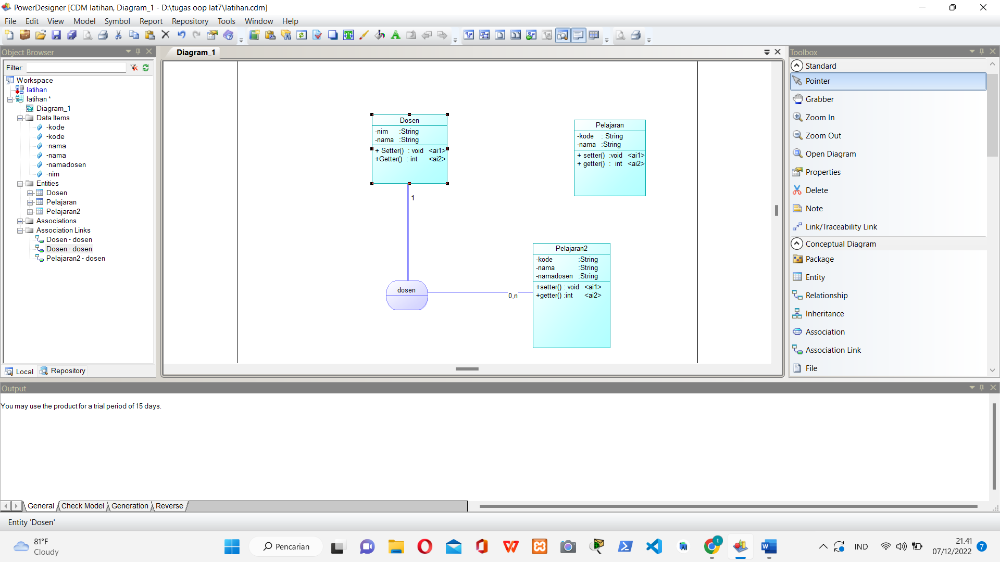 PowerDesigner [CDM latihan, Diagram_1 - D:\tugas oop lat7\latihan.cdm]
File Edit View Model Symbol Report Repository Tools Window Help
Object Browser
Filter:
Workspace
latihan
latihan *
Diagram_1
Data Items
-kode
-kode
-nama
-nama
-namadosen
-nim
Entities
Dosen
Pelajaran
Pelajaran2
Associations
Association Links
Dosen - dosen
Dosen - dosen
Pelajaran2 - dosen
Local Repository
Diagram_1
Dosen
-nim :String
-nama :String
+ Setter() : void <ai1>
+Getter() : int <ai2>
1
Pelajaran
-kode : String
-nama :String
+ setter() :void <ai1>
+ getter() : int <ai2>
Pelajaran2
-kode :String
-nama :String
-namadosen :String
+setter() : void <ai1>
+getter() :int <ai2>
dosen
0,n
Toolbox
Standard
Pointer
Grabber
Zoom In
Zoom Out
Open Diagram
Properties
Delete
Note
Link/Traceability Link
Conceptual Diagram
Package
Entity
Relationship
Inheritance
Association
Association Link
File
Output
You may use the product for a trial period of 15 days.
General Check Model Generation Reverse
Entity 'Dosen'
81°F
Cloudy
Pencarian
t
IND
21.41
07/12/2022
7